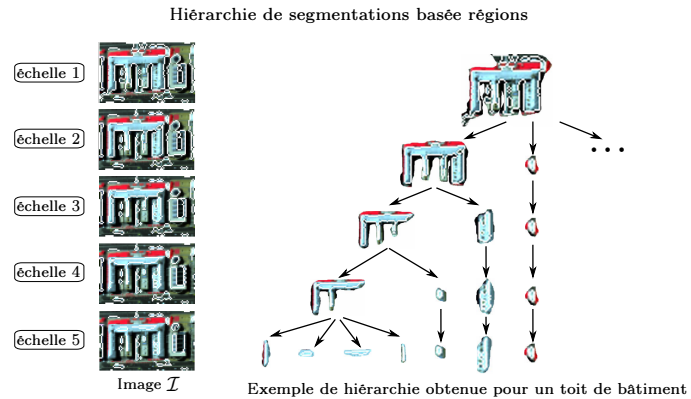 Hiérarchie de segmentations basée régions
échelle 1
échelle 2
échelle 3
échelle 4
échelle 5
Image I
Exemple de hiérarchie obtenue pour un toit de bâtiment
...